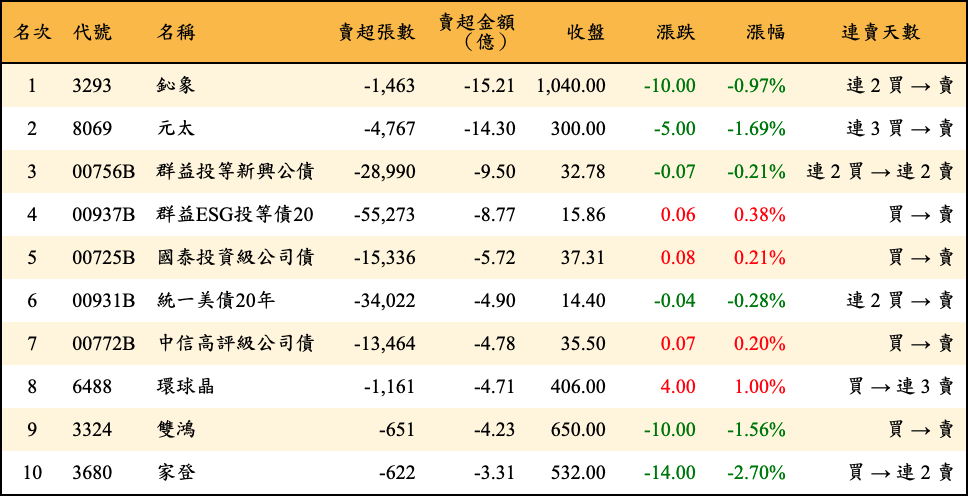 名次 代號 名稱 賣超張數 賣超金額（億） 收盤 漲跌 漲幅 連賣天數
1 3293 鈊象 -1,463 -15.21 1,040.00 -10.00 -0.97% 連 2 買 → 賣
2 8069 元太 -4,767 -14.30 300.00 -5.00 -1.69% 連 3 買 → 賣
3 00756B 群益投等新興公債 -28,990 -9.50 32.78 -0.07 -0.21% 連 2 買 → 連 2 賣
4 00937B 群益ESG投等債20 -55,273 -8.77 15.86 0.06 0.38% 買 → 賣
5 00725B 國泰投資級公司債 -15,336 -5.72 37.31 0.08 0.21% 買 → 賣
6 00931B 統一美債20年 -34,022 -4.90 14.40 -0.04 -0.28% 連 2 買 → 賣
7 00772B 中信高評級公司債 -13,464 -4.78 35.50 0.07 0.20% 買 → 賣
8 6488 環球晶 -1,161 -4.71 406.00 4.00 1.00% 買 → 連 3 賣
9 3324 雙鴻 -651 -4.23 650.00 -10.00 -1.56% 買 → 賣
10 3680 家登 -622 -3.31 532.00 -14.00 -2.70% 買 → 連 2 賣